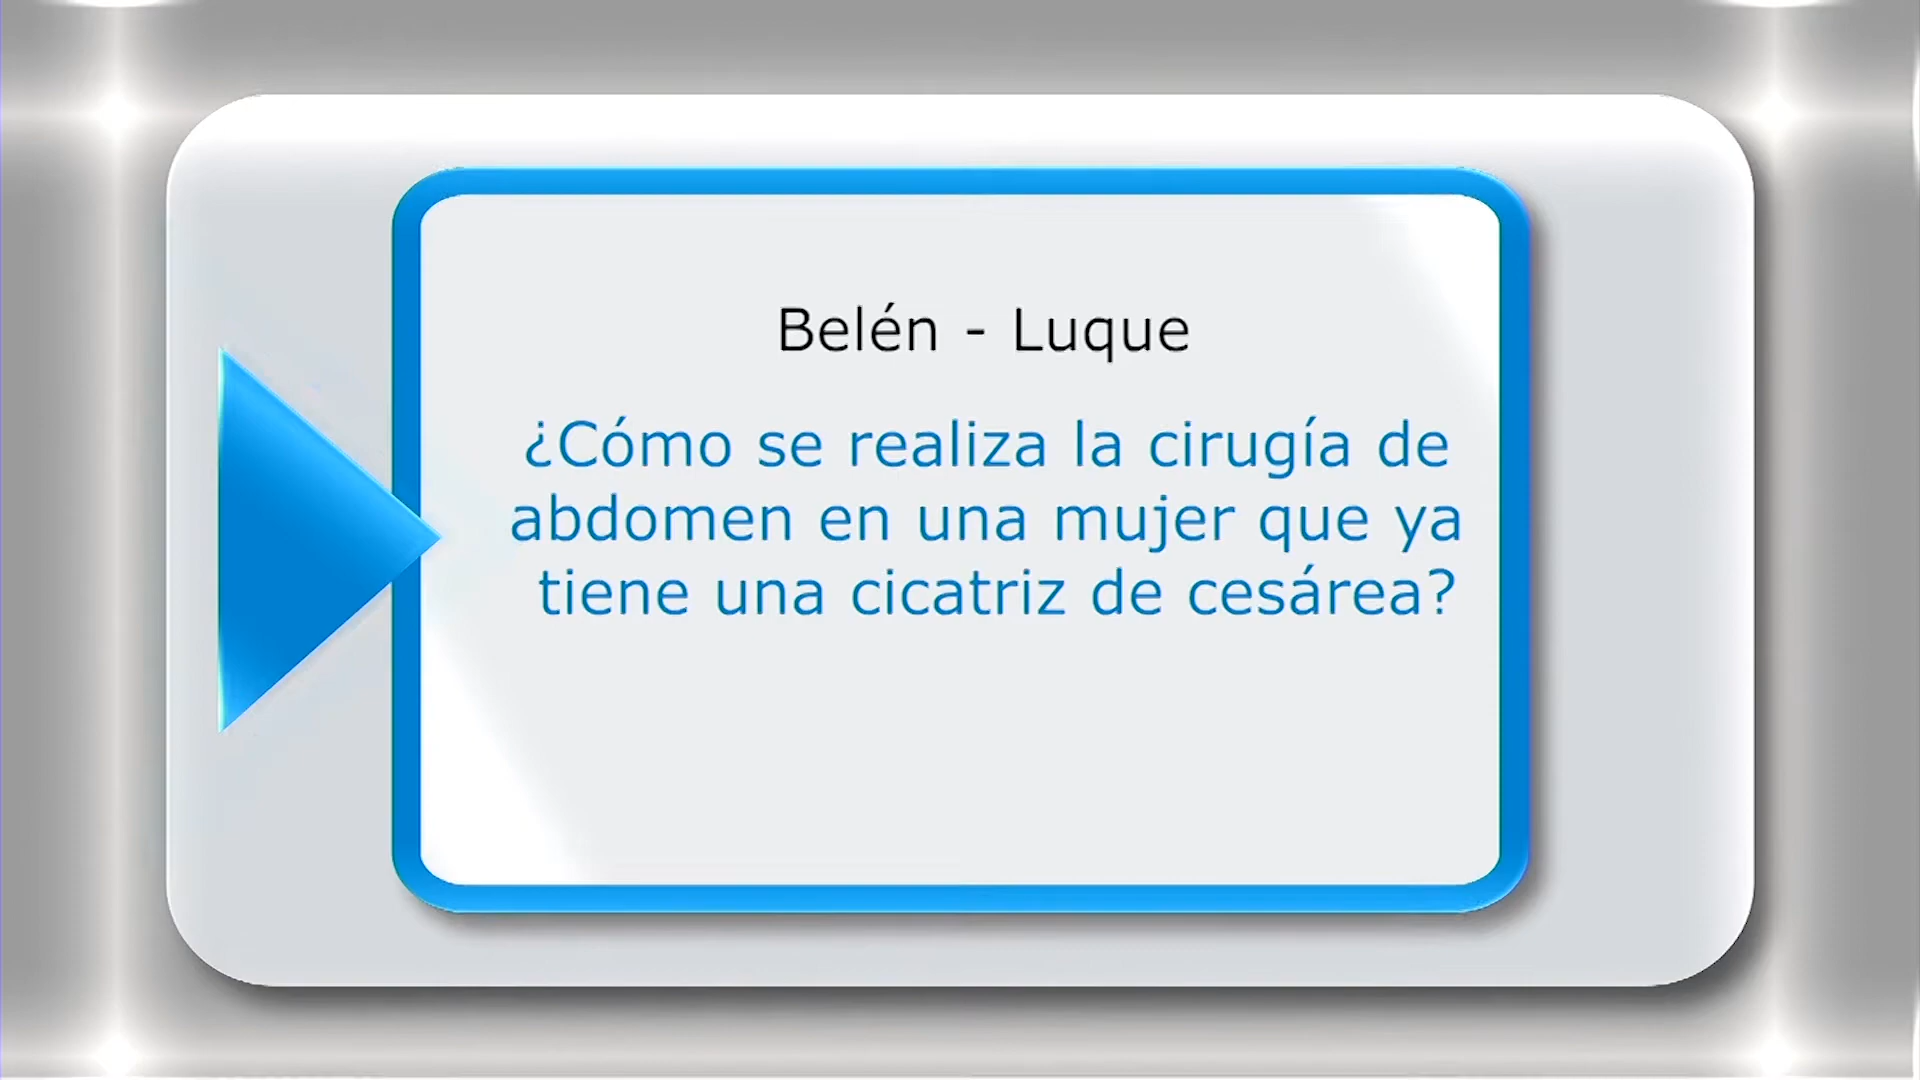 Belén - Luque
¿Cómo se realiza la cirugía de
abdomen en una mujer que ya
tiene una cicatriz de cesárea?